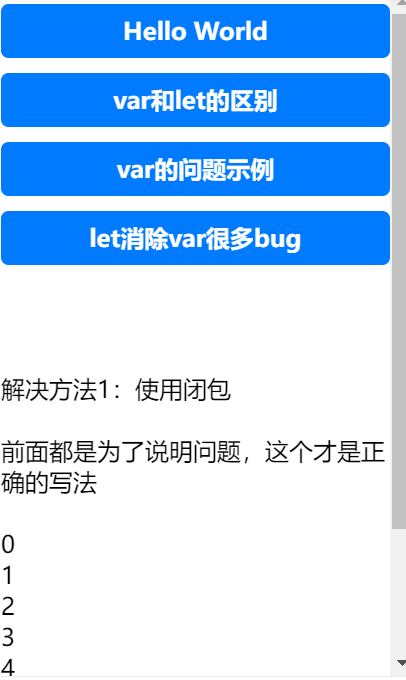 Hello World
var和let的区别
var的问题示例
let消除var很多bug
解决方法1：使用闭包
前面都是为了说明问题，这个才是正
确的写法
0
1
2
3
4